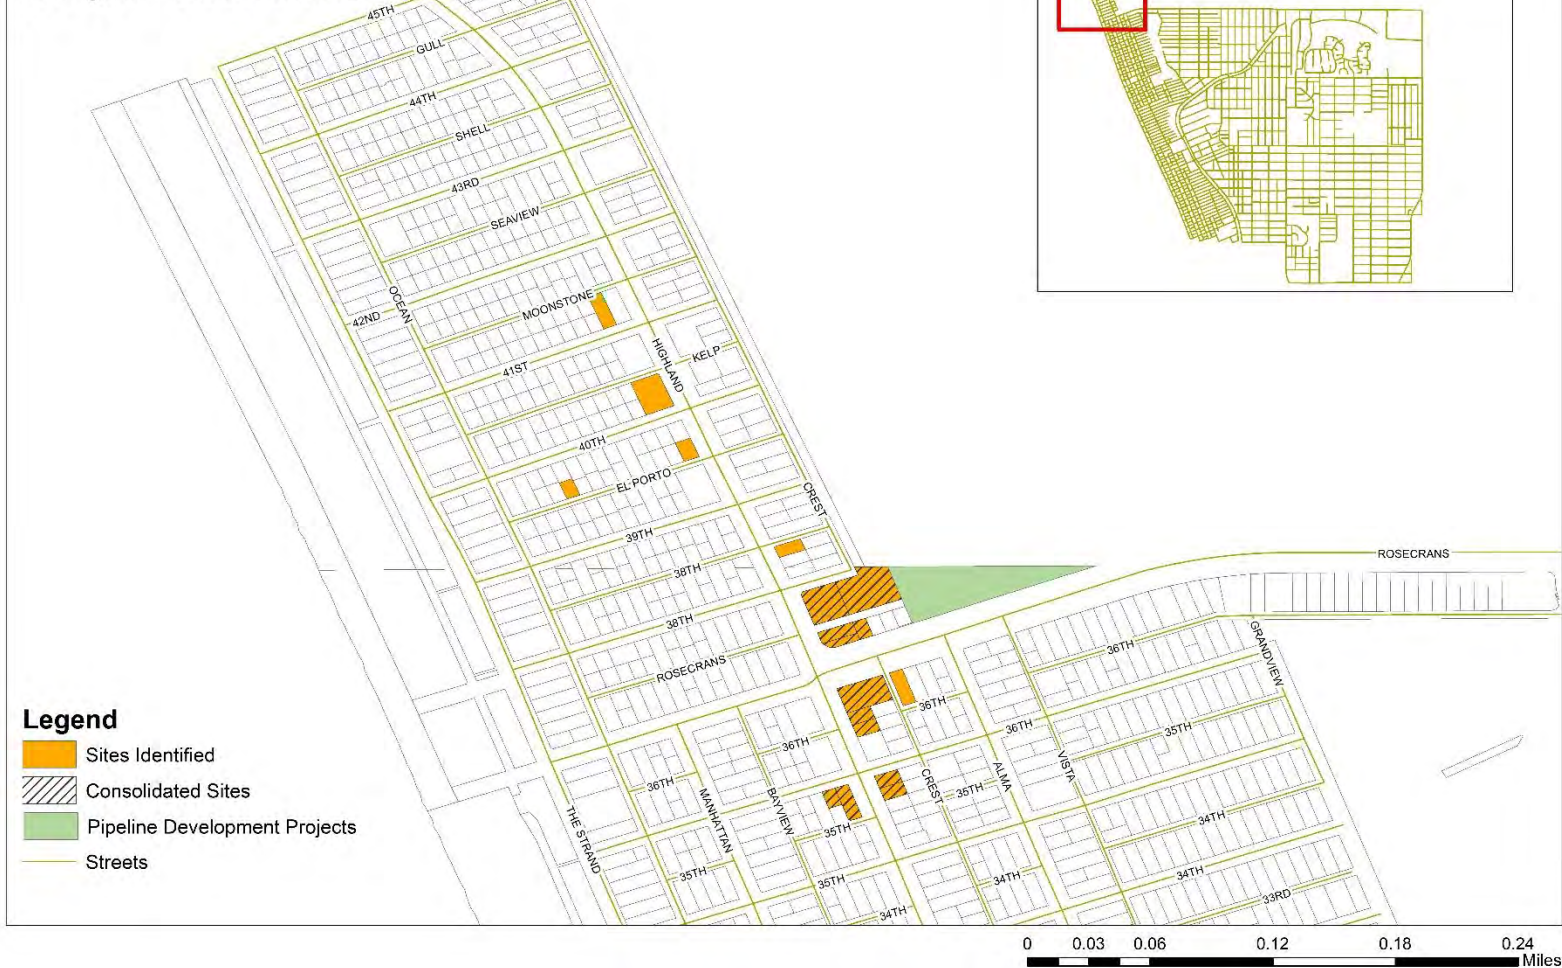 45TH
GULL
44TH
SHELL
43RD
SEAVIEW
OCEAN
MOONSTONE
42ND
HIGHLAND
KELP
41ST
40TH
EL PORTO
CREST
39TH
ROSECRANS
38TH
38TH
GRANDVIEW
36TH
ROSECRANS
36TH
36TH
35TH
36TH
VISTA
ALMA
36TH
CREST
35TH
MANHATTAN
BAYVIEW
THE STRAND
34TH
35TH
35TH
35TH
34TH
34TH
33RD
34TH
Legend
Sites Identified
Consolidated Sites
Pipeline Development Projects
Streets
0 0.03 0.06 0.12 0.18 0.24
Miles